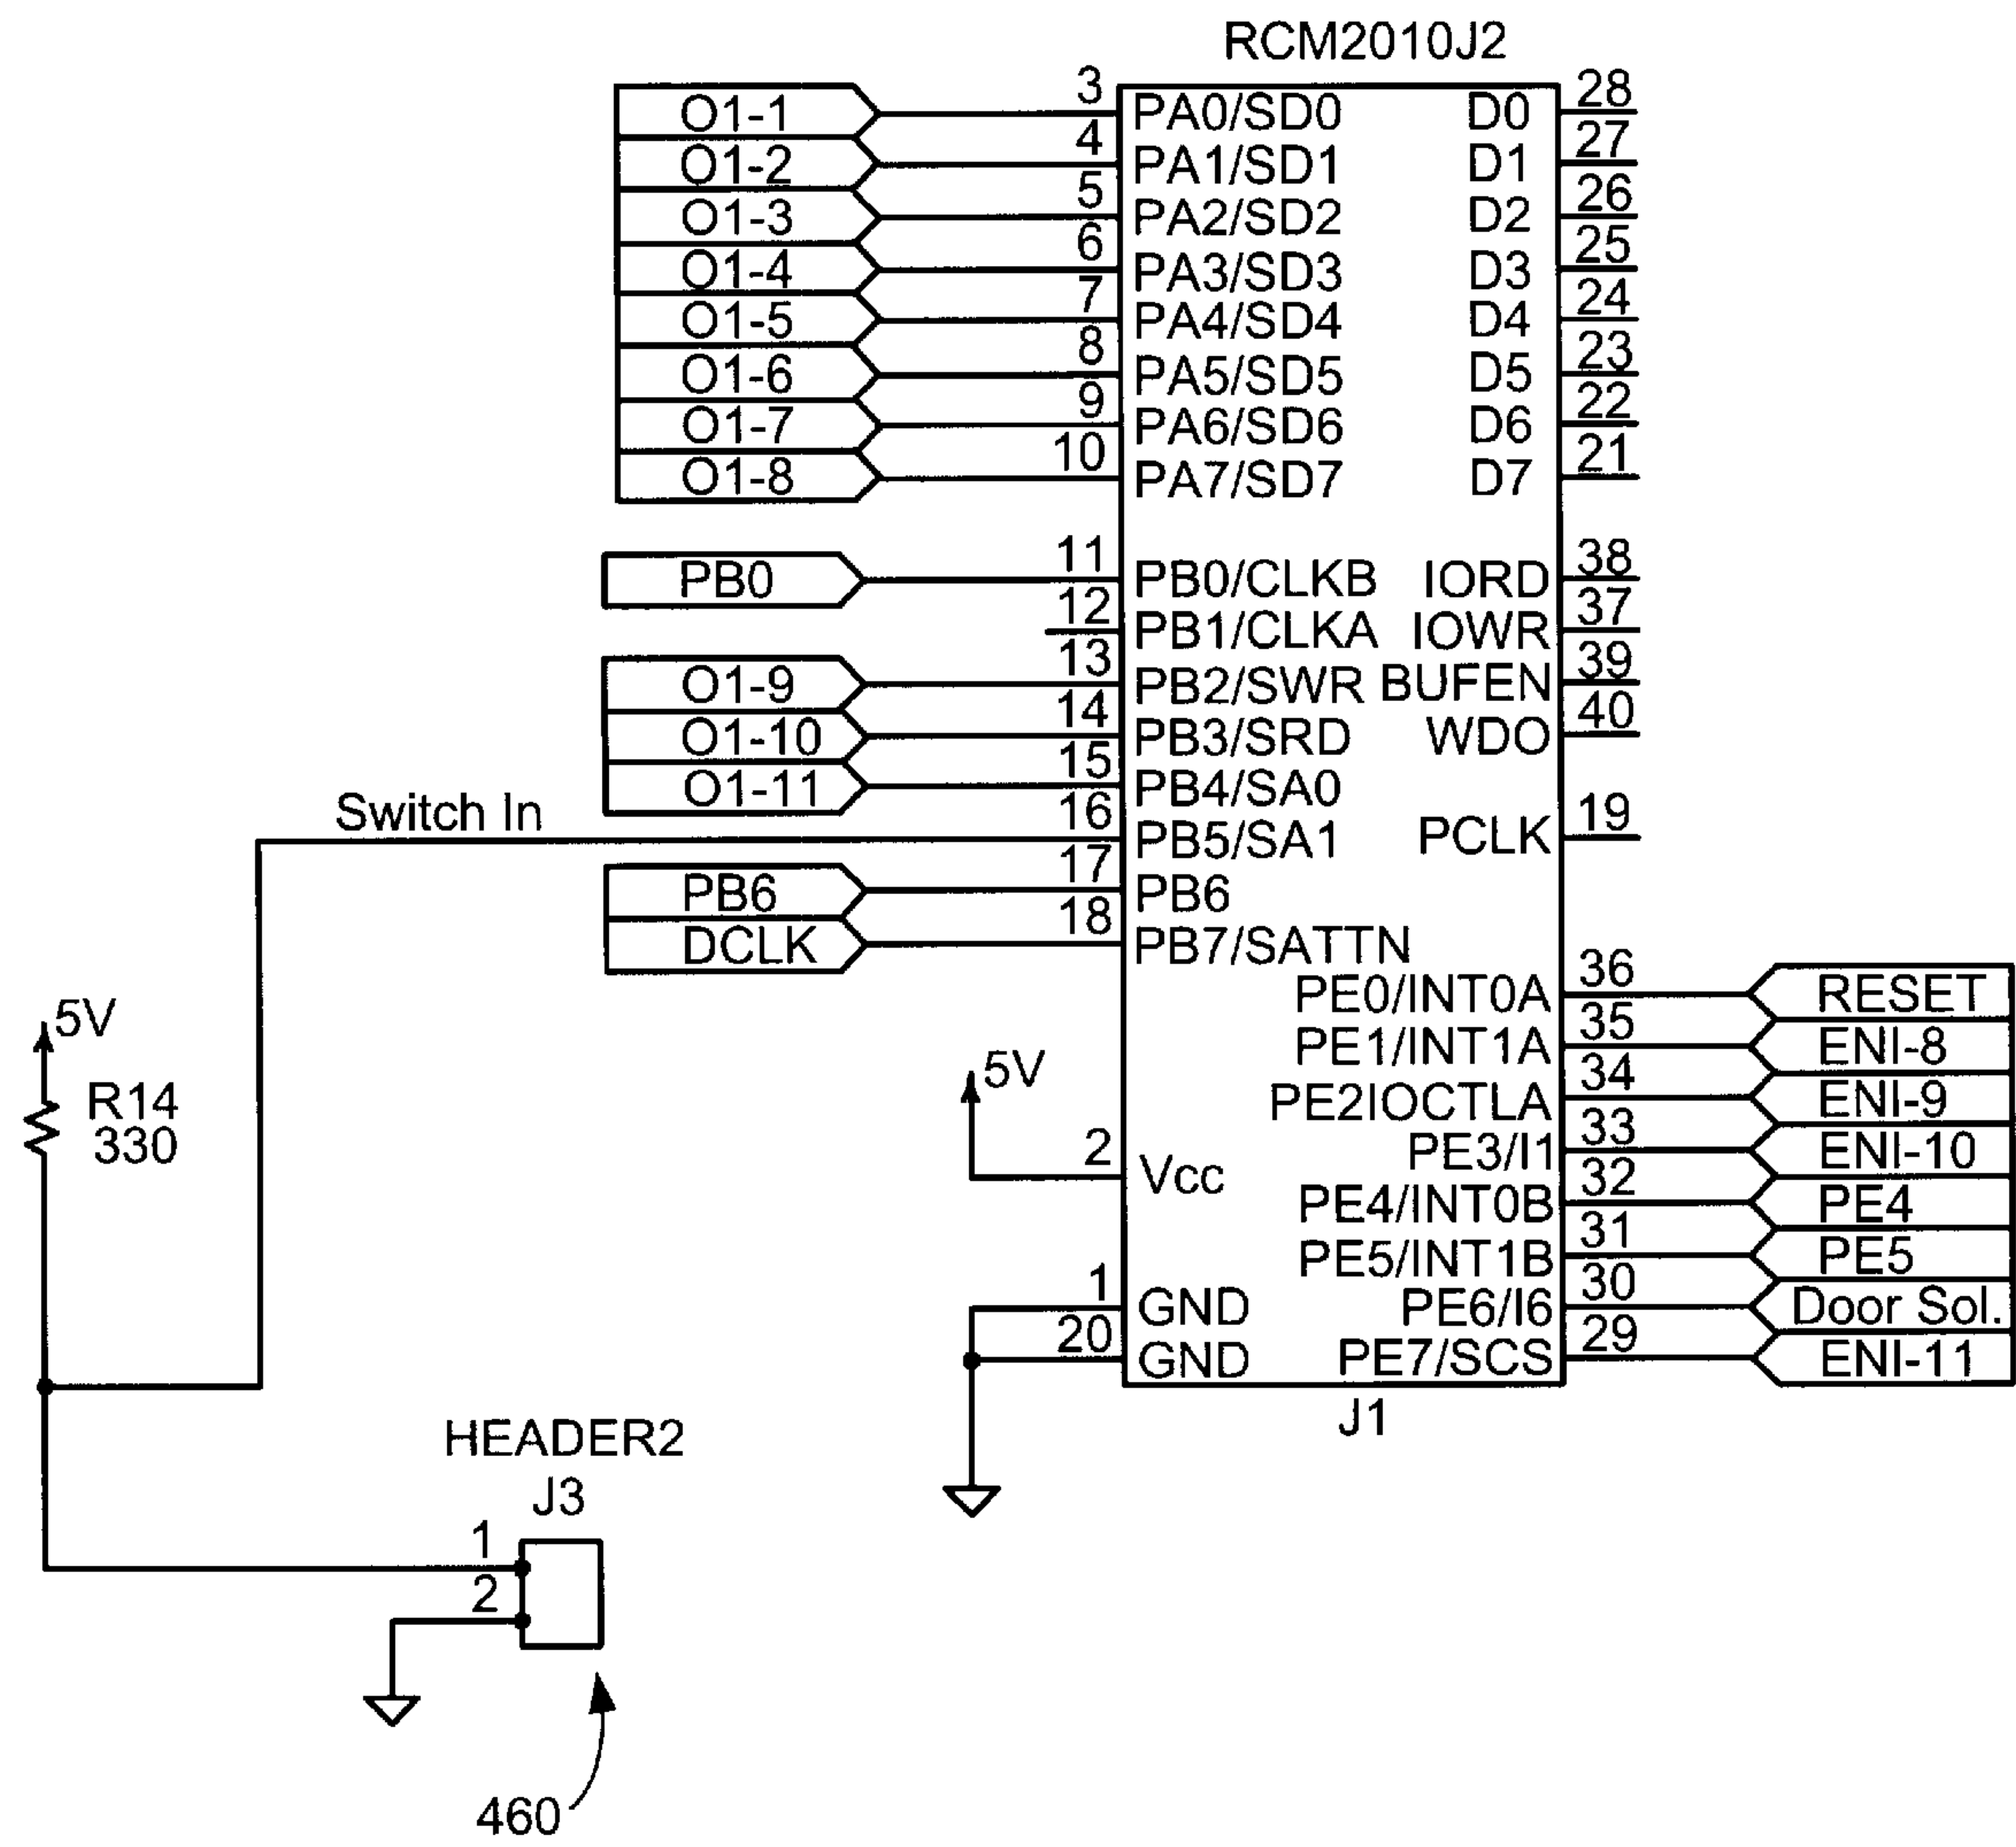 RCM2010J2
O1-1 3 PA0/SD0 D0 28
O1-2 4 PA1/SD1 D1 27
O1-3 5 PA2/SD2 D2 26
O1-4 6 PA3/SD3 D3 25
O1-5 7 PA4/SD4 D4 24
O1-6 8 PA5/SD5 D5 23
O1-7 9 PA6/SD6 D6 22
O1-8 10 PA7/SD7 D7 21
PB0 11 PB0/CLKB IORD 38
12 PB1/CLKA IOWR 37
O1-9 13 PB2/SWR BUFEN 39
O1-10 14 PB3/SRD WDO 40
O1-11 15 PB4/SA0
Switch In 16 PB5/SA1 PCLK 19
PB6 17 PB6
DCLK 18 PB7/SATTN
PE0/INT0A 36 RESET
5V
PE1/INT1A 35 ENI-8
5V
R14
330
PE2IOCTLA 34 ENI-9
2 Vcc PE3/I1 33 ENI-10
PE4/INT0B 32 PE4
PE5/INT1B 31 PE5
1 GND PE6/I6 30 Door Sol.
20 GND PE7/SCS 29 ENI-11
J1
HEADER2
J3
1
2
460